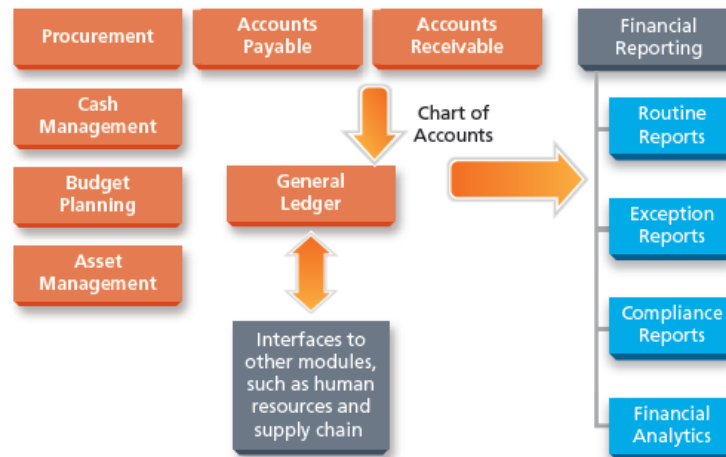 Procurement
Accounts
Payable
Accounts
Receivable
Financial
Reporting
Cash
Management
Chart of
Accounts
Routine
Reports
Budget
Planning
General
Ledger
Exception
Reports
Asset
Management
Interfaces to
other modules,
such as human
resources and
supply chain
Compliance
Reports
Financial
Analytics